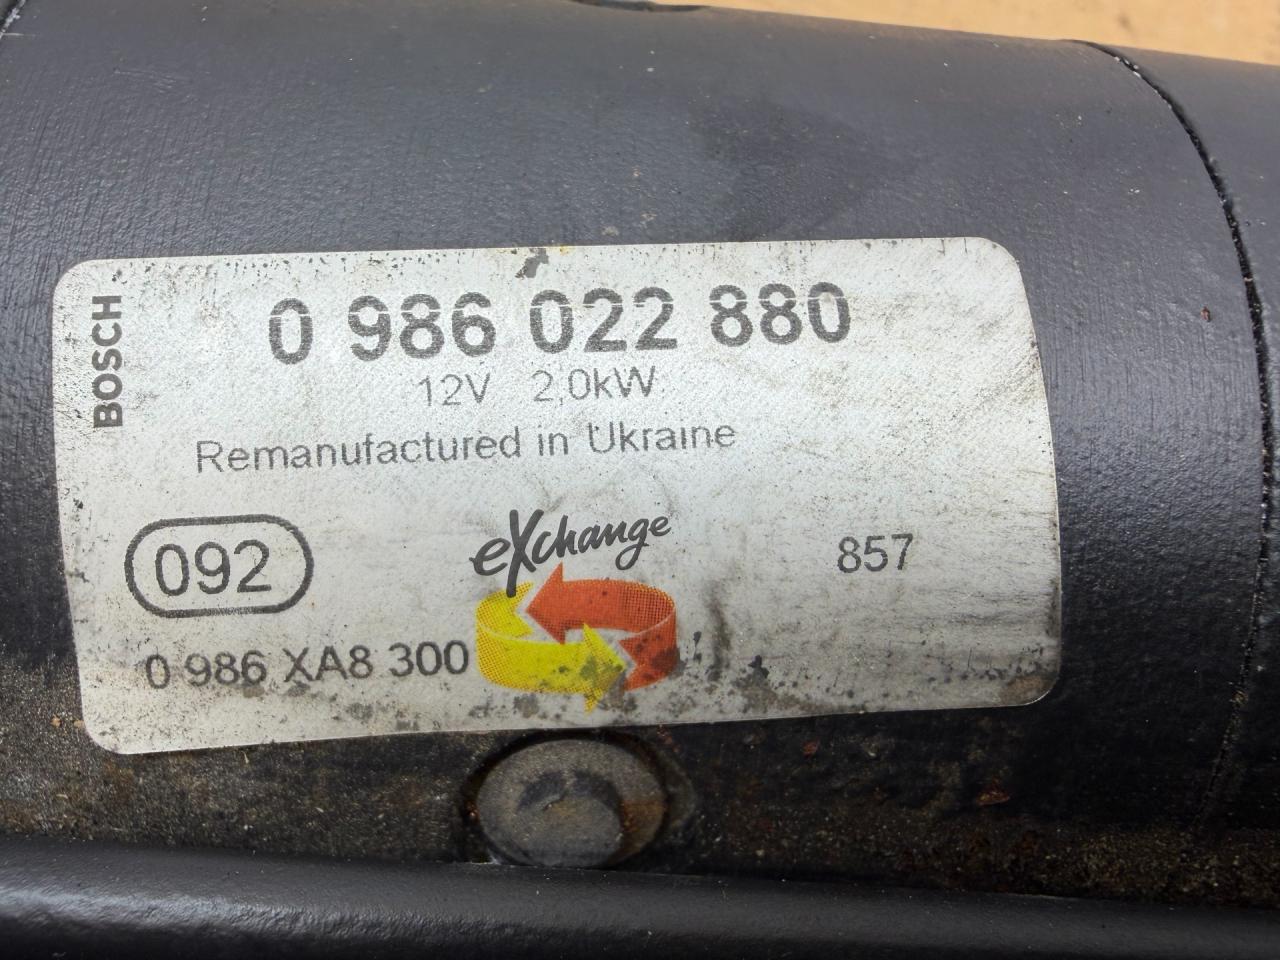 BOSCH
0 986 022 880
12V 2,0kW
Remanufactured in Ukraine
092
eXchange
857
0 986 XA8 300